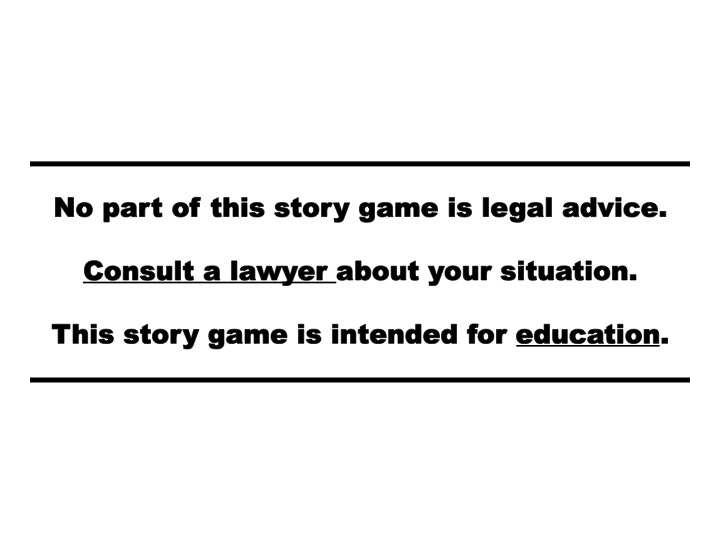 No part of this story game is legal advice.
Consult a lawyer about your situation.
This story game is intended for education.